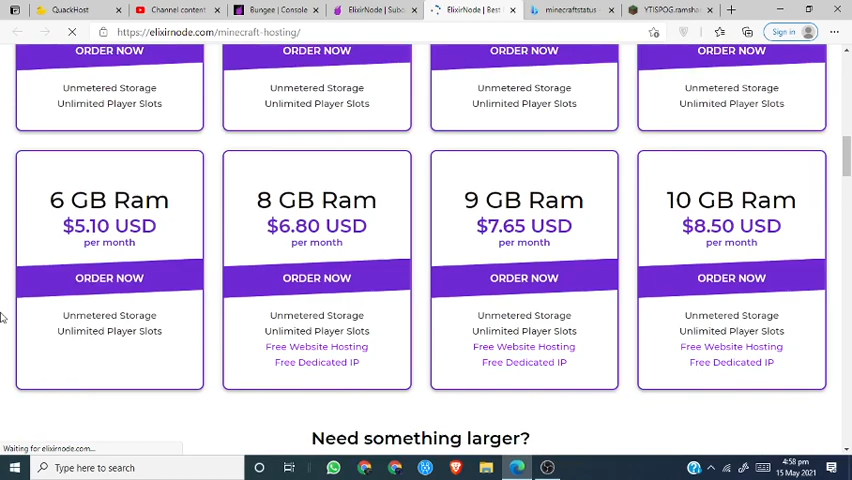 QuackHost
Channel content
Bungee | Console
ElixirNode | Subo
ElixirNode | Best
minecraftstatus -
YTISPOG.ramsha
https://elixirnode.com/minecraft-hosting/
Sign in
ORDER NOW
ORDER NOW
ORDER NOW
ORDER NOW
Unmetered Storage
Unmetered Storage
Unmetered Storage
Unmetered Storage
Unlimited Player Slots
Unlimited Player Slots
Unlimited Player Slots
Unlimited Player Slots
6 GB Ram
8 GB Ram
9 GB Ram
10 GB Ram
$5.10 USD
$6.80 USD
$7.65 USD
$8.50 USD
per month
per month
per month
per month
ORDER NOW
ORDER NOW
ORDER NOW
ORDER NOW
Unmetered Storage
Unmetered Storage
Unmetered Storage
Unmetered Storage
Unlimited Player Slots
Unlimited Player Slots
Unlimited Player Slots
Unlimited Player Slots
Free Website Hosting
Free Website Hosting
Free Website Hosting
Free Dedicated IP
Free Dedicated IP
Free Dedicated IP
Need something larger?
Waiting for elixirnode.com...
Type here to search
4:58 pm
15 May 2021